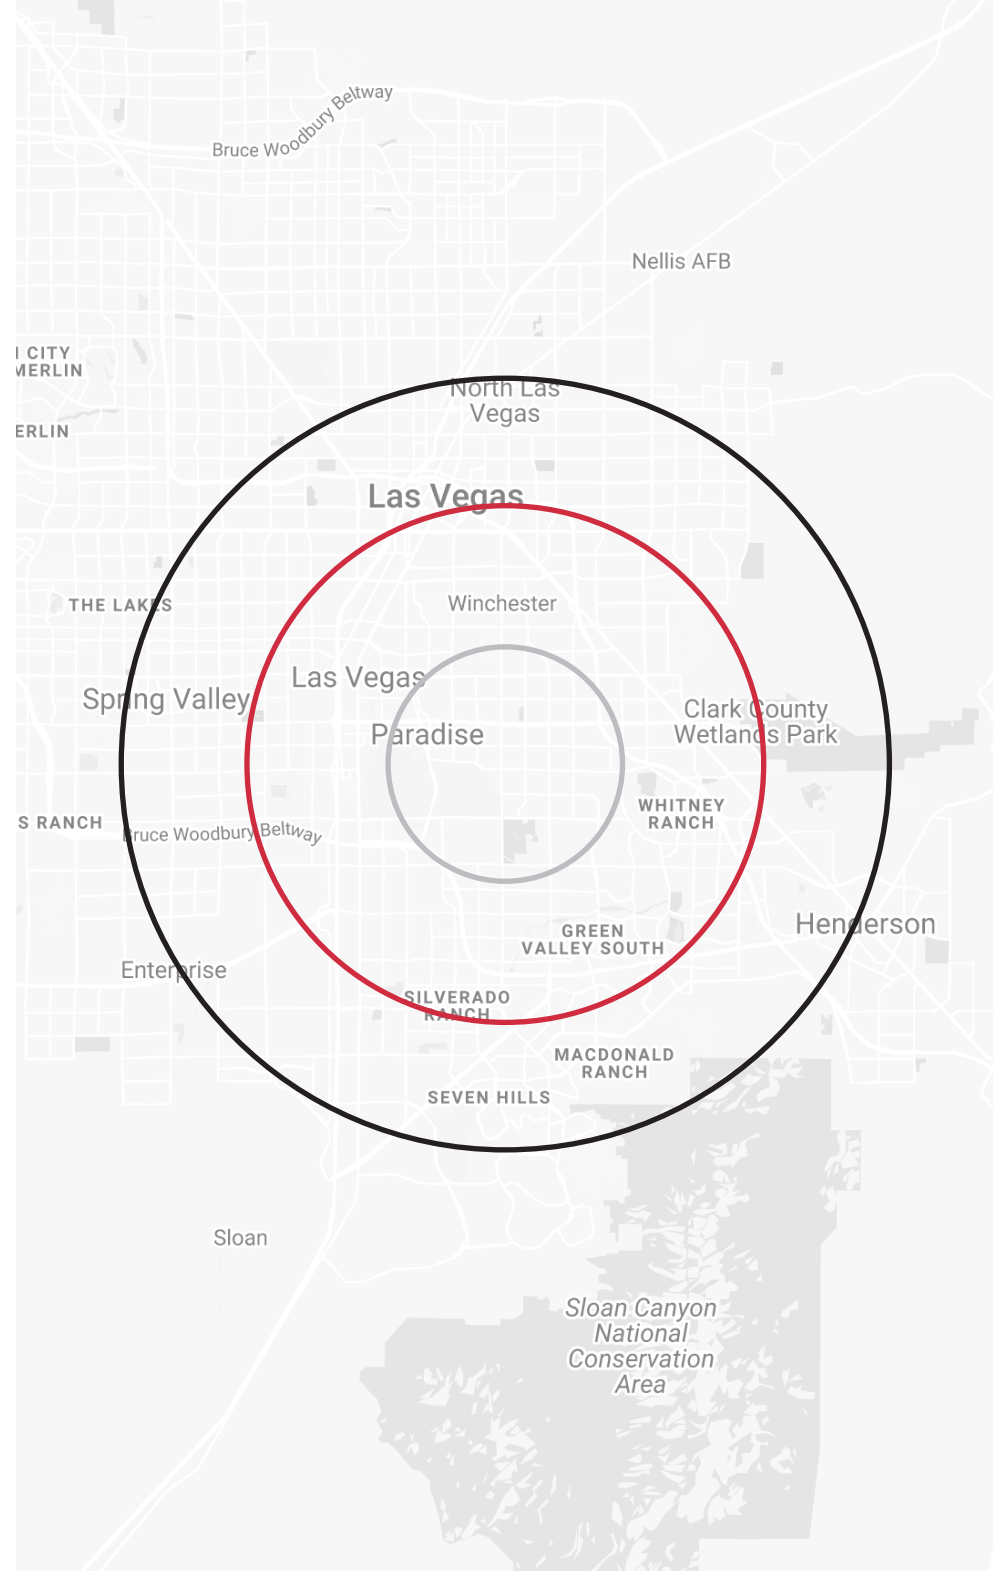 Bruce Woodbury Beltway
Nellis AFB
N CITY
MERLIN
ERLIN
North Las
Vegas
Las Vegas
THE LAKES
Winchester
Las Vegas
Spring Valley
Paradise
Clark County
Wetlands Park
WHITNEY
RANCH
S RANCH
Bruce Woodbury Beltway
GREEN
VALLEY SOUTH
Henderson
Enterprise
SILVERADO
RANCH
MACDONALD
RANCH
SEVEN HILLS
Sloan
Sloan Canyon
National
Conservation
Area